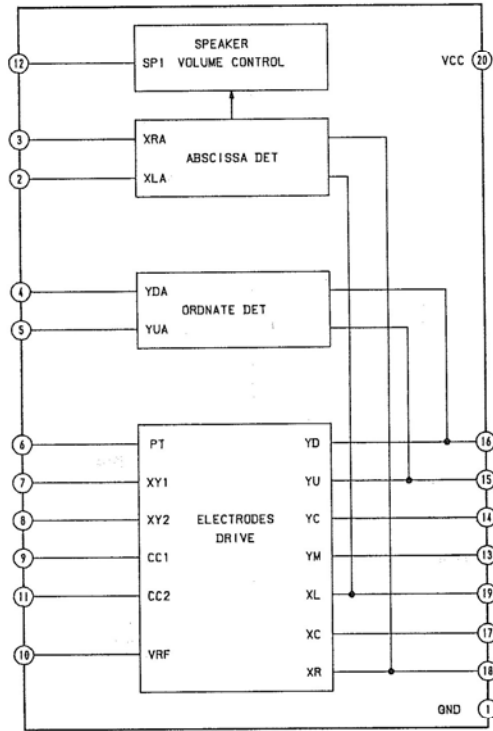 SPEAKER
12 SP1 VOLUME CONTROL VCC 20
3 XRA
ABSCISSA DET
2 XLA
4 YDA
ORDNATE DET
5 YUA
6 PT YD 16
7 XY1 YU 15
8 XY2 YC 14
ELECTRODES
DRIVE
9 CC1 YM 13
11 CC2 XL 19
XC 17
10 VRF
XR 18
GND 1